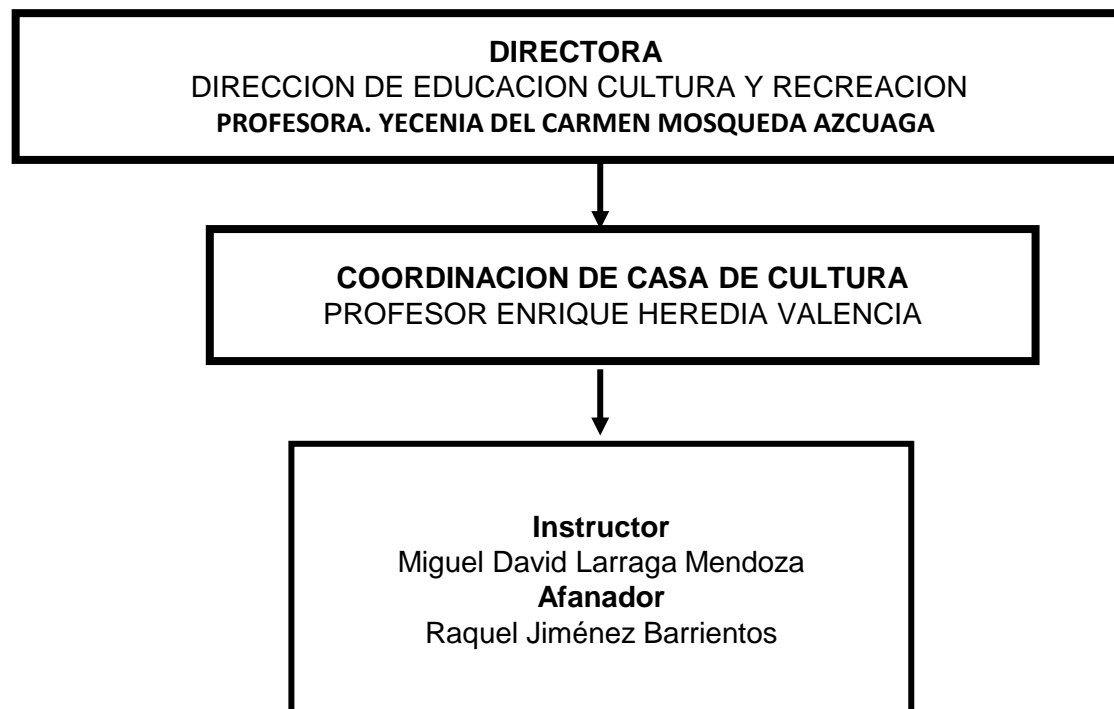 DIRECTORA
DIRECCION DE EDUCACION CULTURA Y RECREACION
PROFESORA. YECENIA DEL CARMEN MOSQUEDA AZCUAGA
COORDINACION DE CASA DE CULTURA
PROFESOR ENRIQUE HEREDIA VALENCIA
Instructor
Miguel David Larraga Mendoza
Afanador
Raquel Jiménez Barrientos